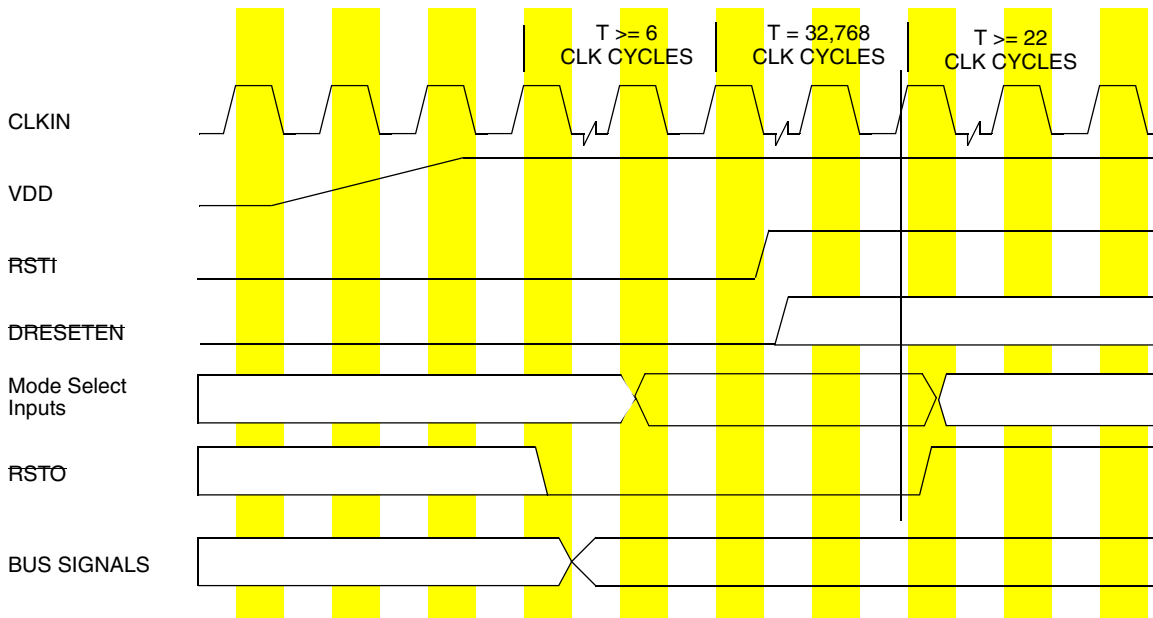 T >= 6
CLK CYCLES
T = 32,768
CLK CYCLES
T >= 22
CLK CYCLES
CLKIN
VDD
RSTI
DRESETEN
Mode Select
Inputs
RSTO
BUS SIGNALS